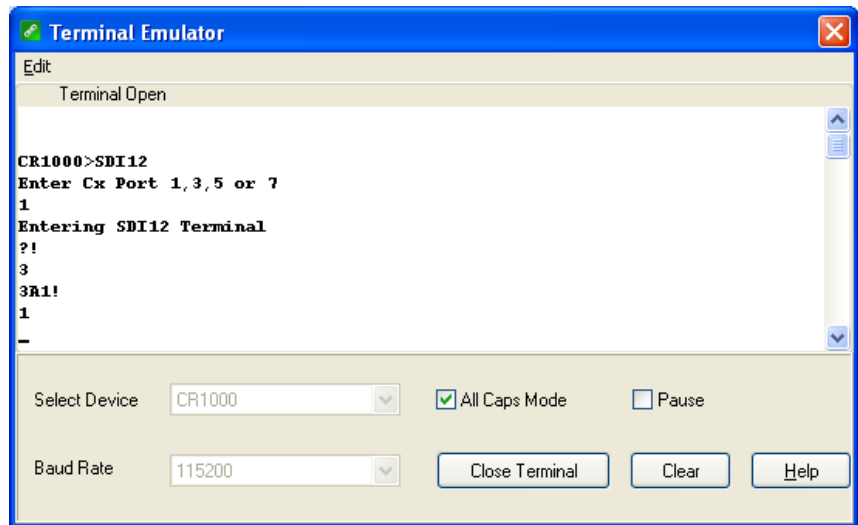 Terminal Emulator
Edit
Terminal Open
CR1000>SDI12
Enter Cx Port 1,3,5 or 7
1
Entering SDI12 Terminal
?!
3
3A1!
1
Select Device CR1000 All Caps Mode Pause
Baud Rate 115200 Close Terminal Clear Help